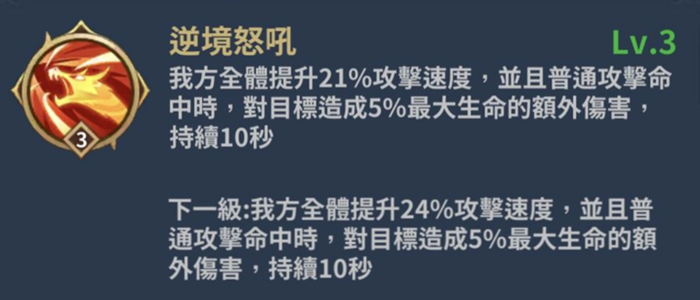 逆境怒吼
Lv.3
我方全體提升21%攻擊速度，並且普通攻擊命
中時，對目標造成5%最大生命的額外傷害，
持續10秒
3
下一級:我方全體提升24%攻擊速度，並且普
通攻擊命中時，對目標造成5%最大生命的額
外傷害，持續10秒